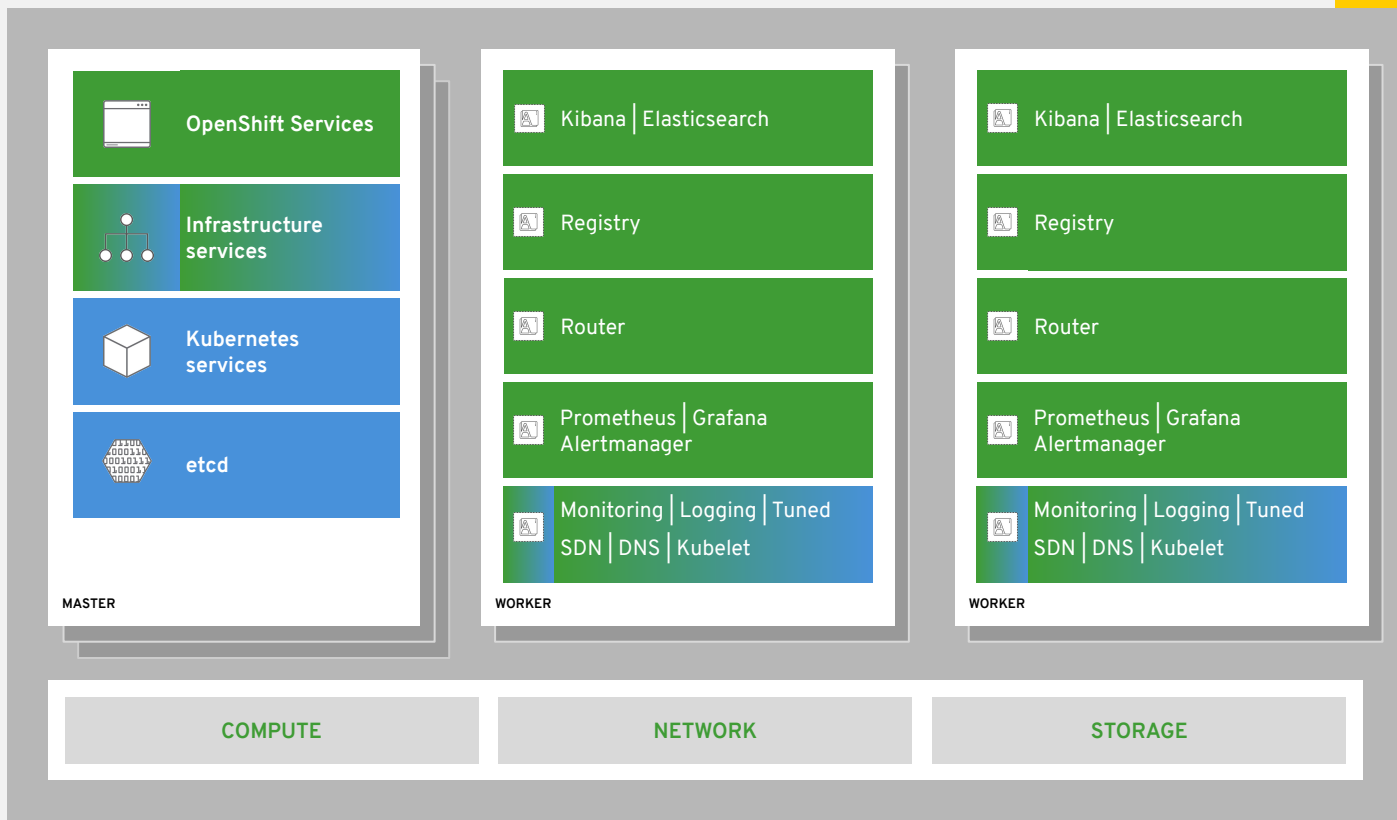 OpenShift Services
Infrastructure
services
Kubernetes
services
etcd
MASTER
Kibana | Elasticsearch
Registry
Router
Prometheus | Grafana
Alertmanager
Monitoring | Logging | Tuned
SDN | DNS | Kubelet
WORKER
Kibana | Elasticsearch
Registry
Router
Prometheus | Grafana
Alertmanager
Monitoring | Logging | Tuned
SDN | DNS | Kubelet
WORKER
COMPUTE
NETWORK
STORAGE